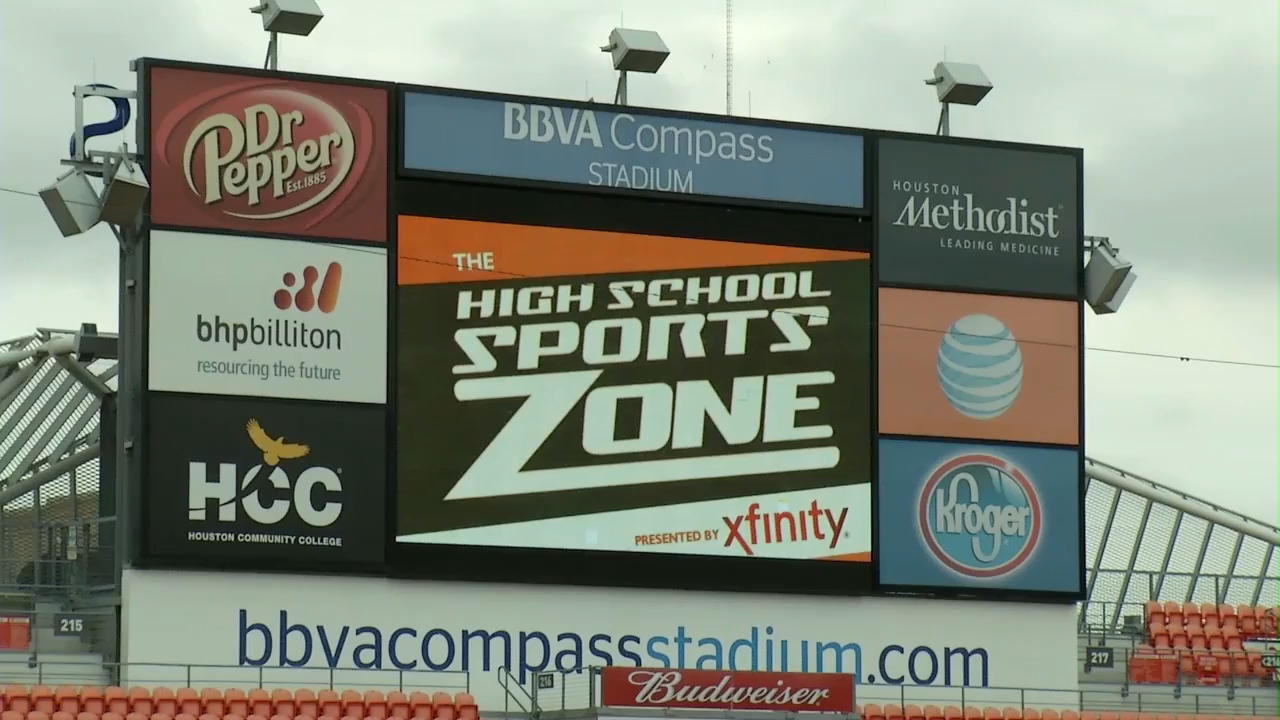 Dr
Pepper
Est.1885
BBVA Compass
STADIUM
HOUSTON
Methodist
LEADING MEDICINE
bhpbilliton
resourcing the future
THE
HIGH SCHOOL
SPORTS
ZONE
PRESENTED BY xfinity
HCC
HOUSTON COMMUNITY COLLEGE
Kroger
bbvacompassstadium.com
215
217
Budweiser